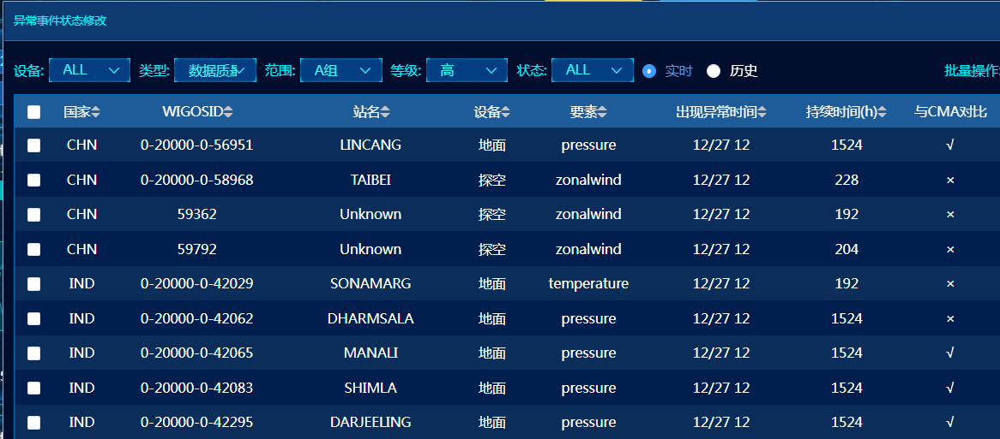 异常事件状态修改
设备: ALL 类型: 数据质量 范围: A组 等级: 高 状态: ALL 实时 历史 批量操作:
国家 WIGOSID 站名 设备 要素 出现异常时间 持续时间(h) 与CMA对比
CHN 0-20000-0-56951 LINCANG 地面 pressure 12/27 12 1524 √
CHN 0-20000-0-58968 TAIBEI 探空 zonalwind 12/27 12 228 ×
CHN 59362 Unknown 探空 zonalwind 12/27 12 192 ×
CHN 59792 Unknown 探空 zonalwind 12/27 12 204 ×
IND 0-20000-0-42029 SONAMARG 地面 temperature 12/27 12 192 ×
IND 0-20000-0-42062 DHARMSALA 地面 pressure 12/27 12 1524 ×
IND 0-20000-0-42065 MANALI 地面 pressure 12/27 12 1524 √
IND 0-20000-0-42083 SHIMLA 地面 pressure 12/27 12 1524 √
IND 0-20000-0-42295 DARJEELING 地面 pressure 12/27 12 1524 √